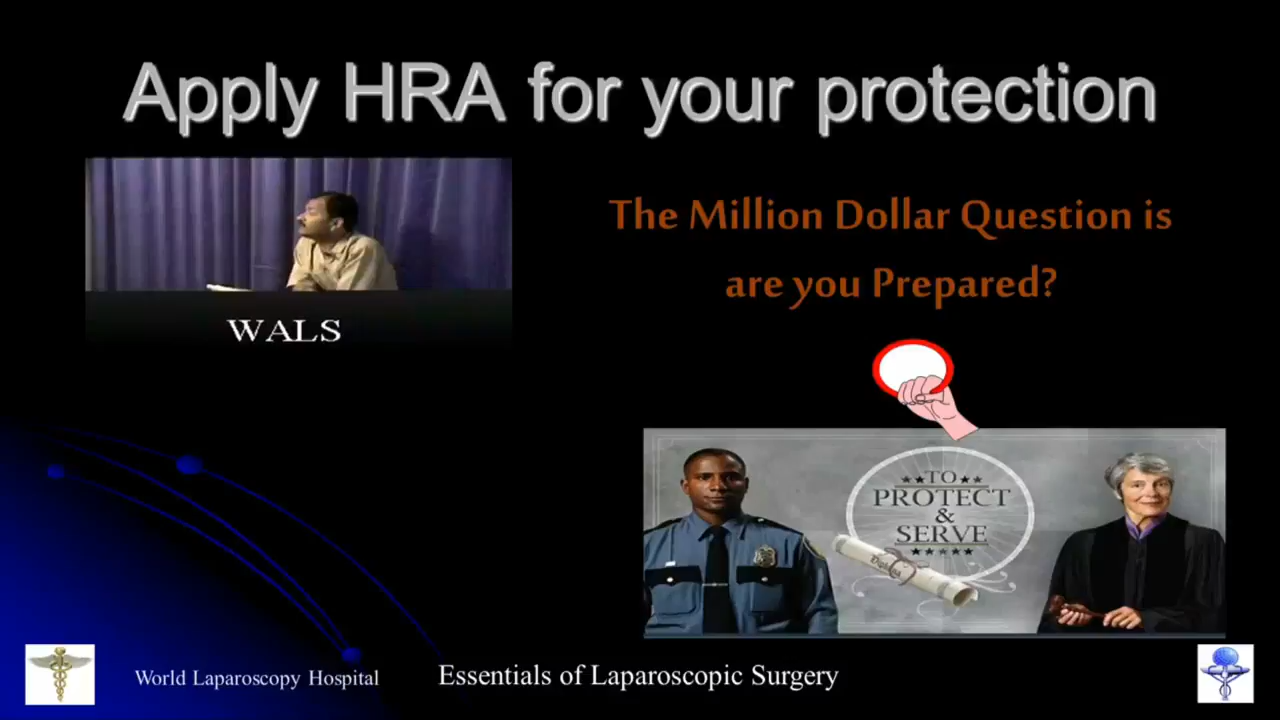 Apply HRA for your protection
The Million Dollar Question is
are you Prepared?
WALS
TO
PROTECT
&
SERVE
Diploma
World Laparoscopy Hospital
Essentials of Laparoscopic Surgery